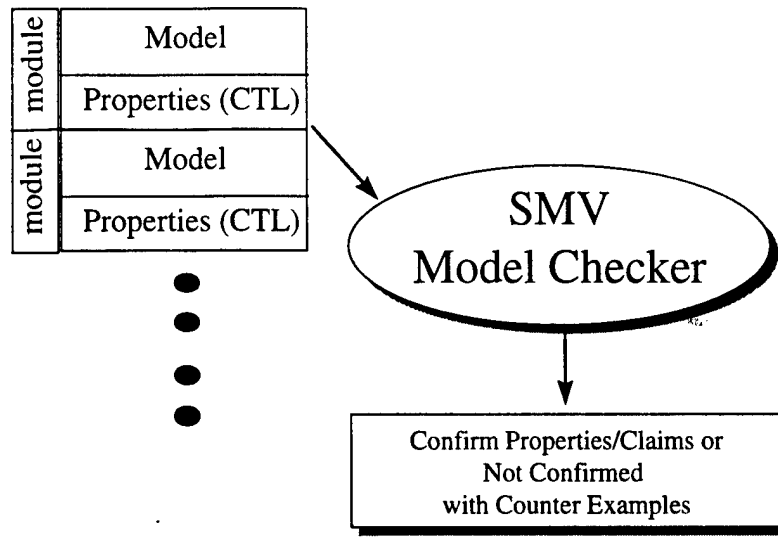 module
Model
Properties (CTL)
module
Model
Properties (CTL)
SMV
Model Checker
Confirm Properties/Claims or
Not Confirmed
with Counter Examples